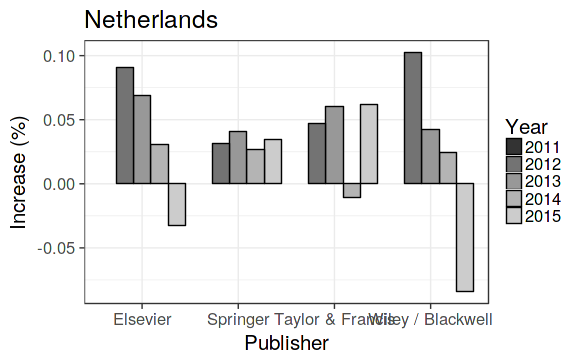 Netherlands
Increase (%)
0.10
0.05
0.00
-0.05
Elsevier
Springer
Taylor & Francis
Wiley / Blackwell
Publisher
Year
2011
2012
2013
2014
2015